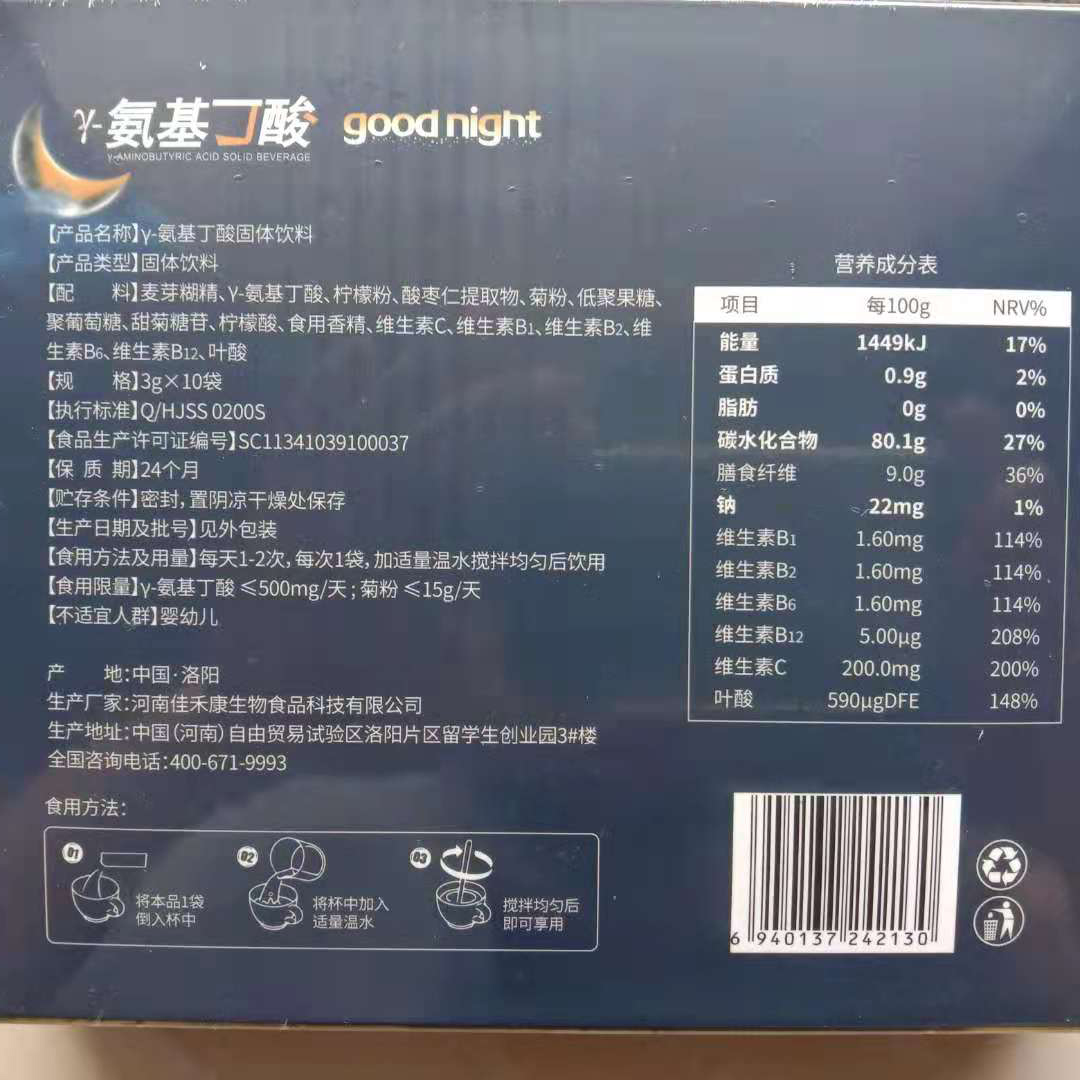 γ-氨基丁酸 good night
γ-AMINOBUTYRIC ACID SOLID BEVERAGE
【产品名称】γ-氨基丁酸固体饮料
【产品类型】固体饮料
【配 料】麦芽糊精、γ-氨基丁酸、柠檬粉、酸枣仁提取物、菊粉、低聚果糖、
聚葡萄糖、甜菊糖苷、柠檬酸、食用香精、维生素C、维生素B1、维生素B2、维
生素B6、维生素B12、叶酸
【规 格】3g×10袋
【执行标准】Q/HJSS 0200S
【食品生产许可证编号】SC11341039100037
【保 质 期】24个月
【贮存条件】密封，置阴凉干燥处保存
【生产日期及批号】见外包装
【食用方法及用量】每天1-2次，每次1袋，加适量温水搅拌均匀后饮用
【食用限量】γ-氨基丁酸 ≤500mg/天；菊粉 ≤15g/天
【不适宜人群】婴幼儿
产 地：中国·洛阳
生产厂家：河南佳禾康生物食品科技有限公司
生产地址：中国（河南）自由贸易试验区洛阳片区留学生创业园3#楼
全国咨询电话：400-671-9993
食用方法：
01
将本品1袋
倒入杯中
02
将杯中加入
适量温水
03
搅拌均匀后
即可享用
营养成分表
项目 每100g NRV%
能量 1449kJ 17%
蛋白质 0.9g 2%
脂肪 0g 0%
碳水化合物 80.1g 27%
膳食纤维 9.0g 36%
钠 22mg 1%
维生素B1 1.60mg 114%
维生素B2 1.60mg 114%
维生素B6 1.60mg 114%
维生素B12 5.00μg 208%
维生素C 200.0mg 200%
叶酸 590μgDFE 148%
6 940137 242130